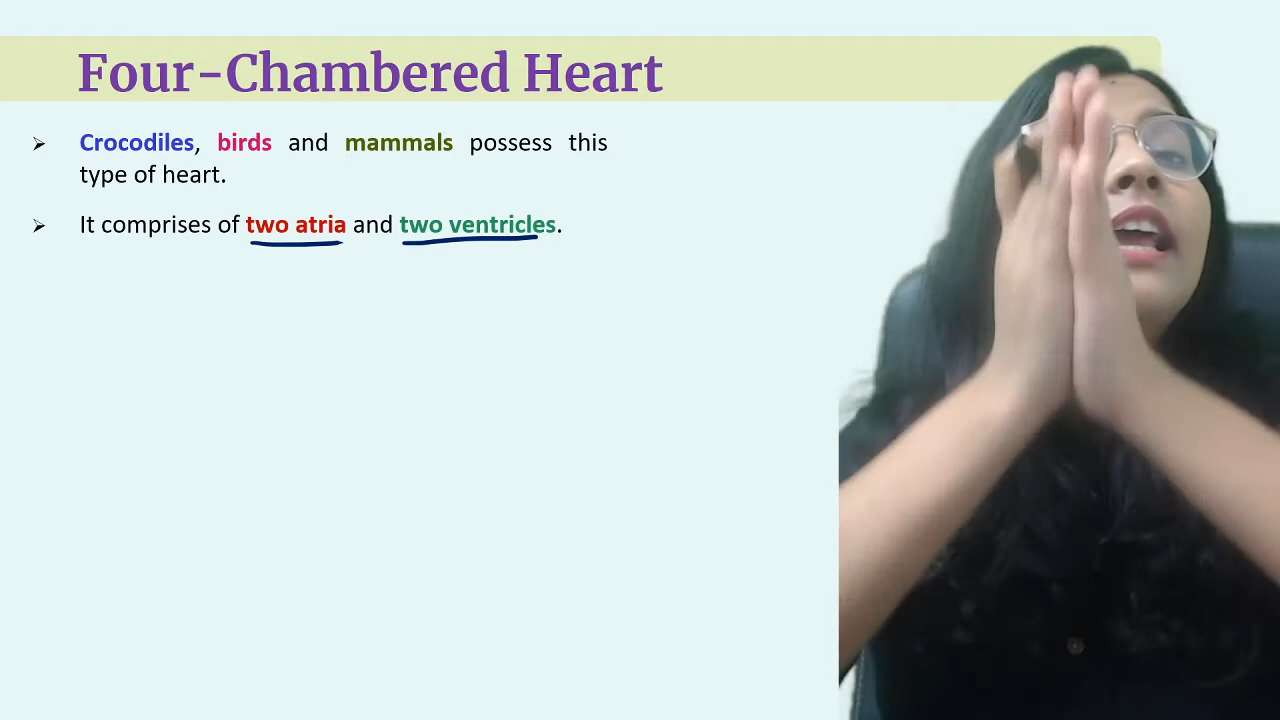 Four-Chambered Heart
➢ Crocodiles, birds and mammals possess this
type of heart.
➢ It comprises of two atria and two ventricles.